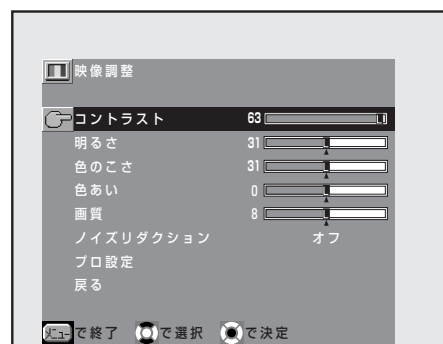 映像調整
コントラスト 63
明るさ 31
色のこさ 31
色あい 0
画質 8
ノイズリダクション オフ
プロ設定
戻る
メニューで終了 で選択 で決定